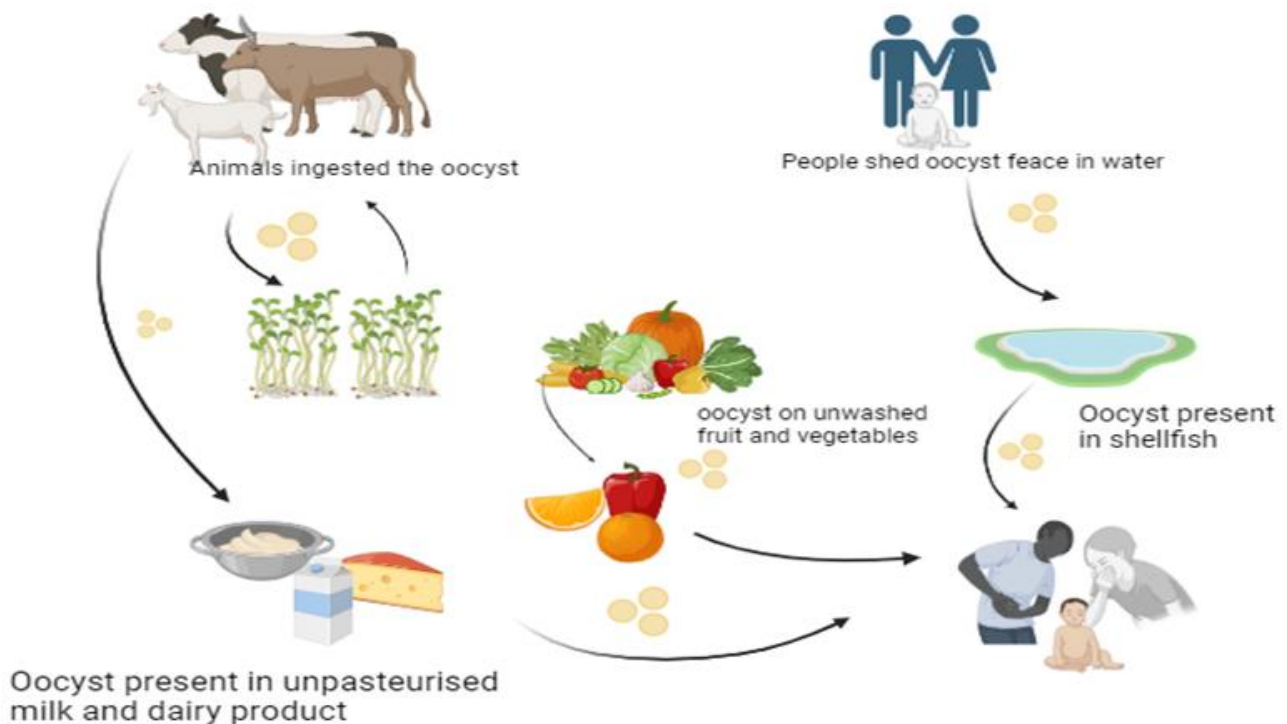 Animals ingested the oocyst
People shed oocyst feace in water
oocyst on unwashed
fruit and vegetables
Oocyst present
in shellfish
Oocyst present in unpasteurised
milk and dairy product